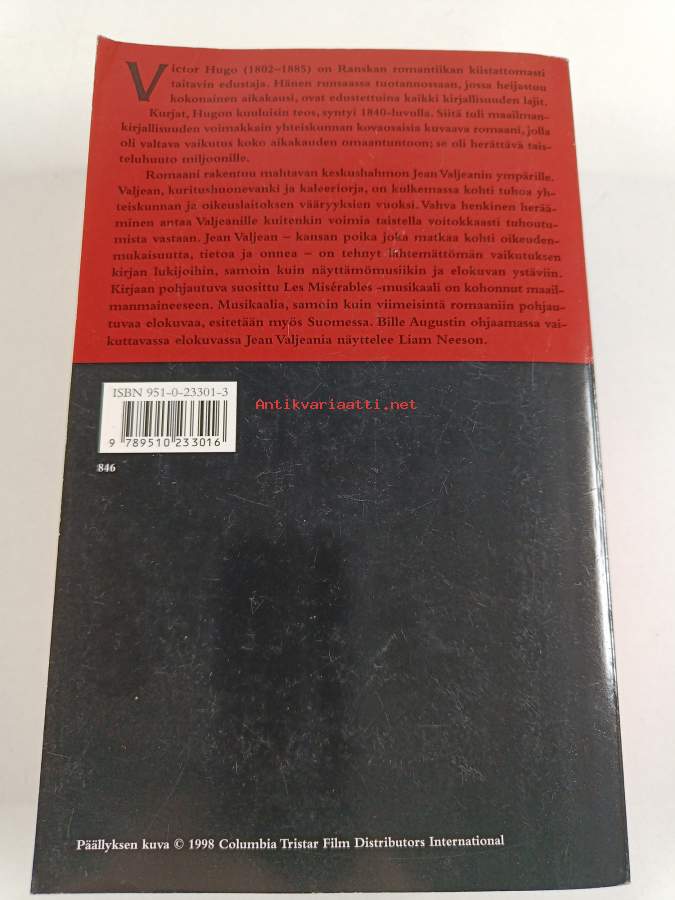 Victor Hugo (1802–1885) on Ranskan romantiikan kiistattomasti
taitavin edustaja. Hänen runsaassa tuotannossaan, jossa heijastuu
kokonainen aikakausi, ovat edustettuina kaikki kirjallisuuden lajit.
Kurjat, Hugon kuuluisin teos, syntyi 1840-luvulla. Siitä tuli maailman-
kirjallisuuden voimakkain yhteiskunnan kovaosaisia kuvaava romaani, jolla
oli valtava vaikutus koko aikakauden omaantuntoon; se oli herättävä tais-
teluhuuto miljoonille.
Romaani rakentuu mahtavan keskushahmon Jean Valjeanin ympärille.
Valjean, kuritushuonevanki ja kaleeriorja, on kulkemassa kohti tuhoa yh-
teiskunnan ja oikeuslaitoksen vääryyksien vuoksi. Vahva henkinen herää-
minen antaa Valjeanille kuitenkin voimia taistella voitokkaasti tuhoutu-
mista vastaan. Jean Valjean – kansan poika joka matkaa kohti oikeuden-
mukaisuutta, tietoa ja onnea – on tehnyt lähtemättömän vaikutuksen
kirjan lukijoihin, samoin kuin näyttämömusiikin ja elokuvan ystäviin.
Kirjaan pohjautuva suosittu Les Misérables -musikaali on kohonnut maail-
manmaineeseen. Musikaalia, samoin kuin viimeisintä romaaniin pohjau-
tuvaa elokuvaa, esitetään myös Suomessa. Bille Augustin ohjaamassa vai-
kuttavassa elokuvassa Jean Valjeania näyttelee Liam Neeson.
ISBN 951-0-23301-3
Antikvariaatti.net
9 789510 233016
846
Päällyksen kuva © 1998 Columbia Tristar Film Distributors International